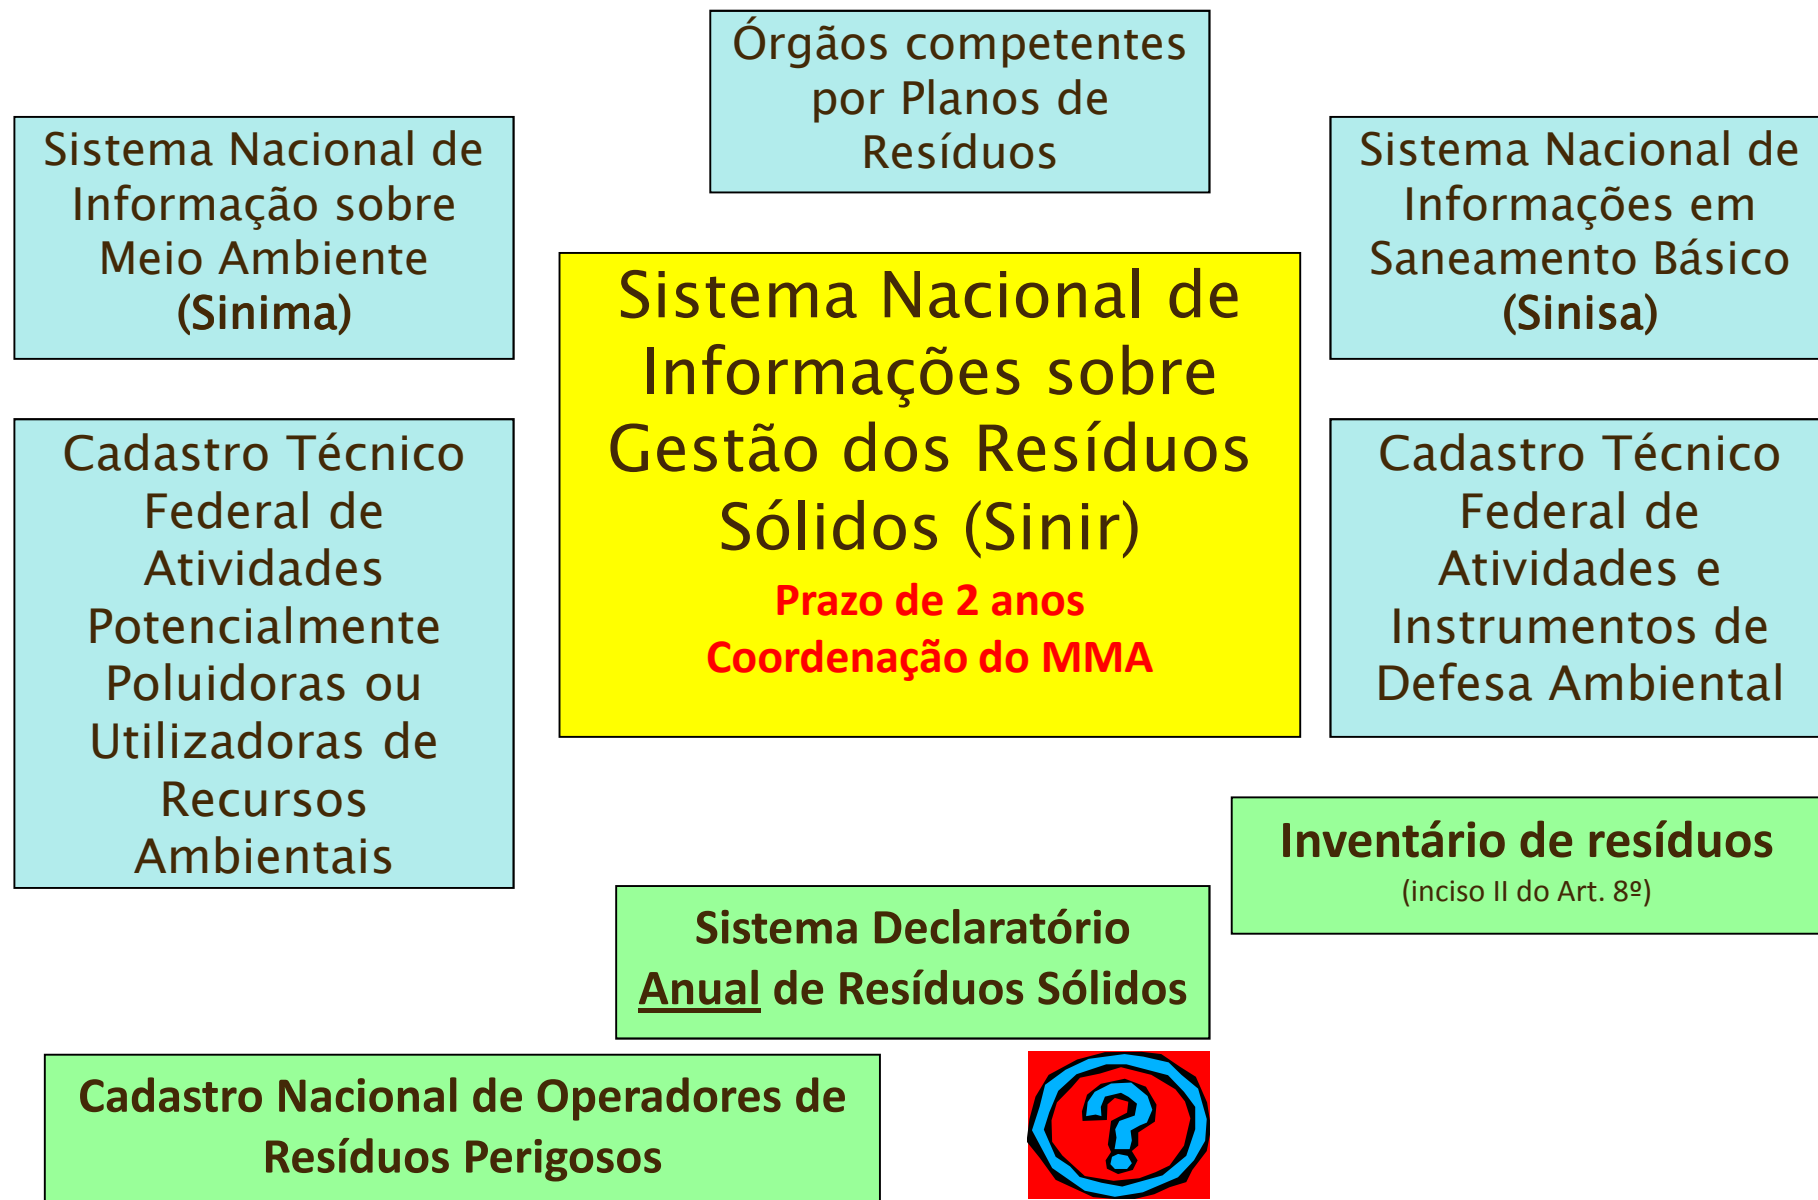 Órgãos competentes
por Planos de
Resíduos
Sistema Nacional de
Informação sobre
Meio Ambiente
(Sinima)
Sistema Nacional de
Informações em
Saneamento Básico
(Sinisa)
Sistema Nacional de
Informações sobre
Gestão dos Resíduos
Sólidos (Sinir)
Prazo de 2 anos
Coordenação do MMA
Cadastro Técnico
Federal de
Atividades
Potencialmente
Poluidoras ou
Utilizadoras de
Recursos
Ambientais
Cadastro Técnico
Federal de
Atividades e
Instrumentos de
Defesa Ambiental
Inventário de resíduos
(inciso II do Art. 8º)
Sistema Declaratório
Anual de Resíduos Sólidos
Cadastro Nacional de Operadores de
Resíduos Perigosos
?